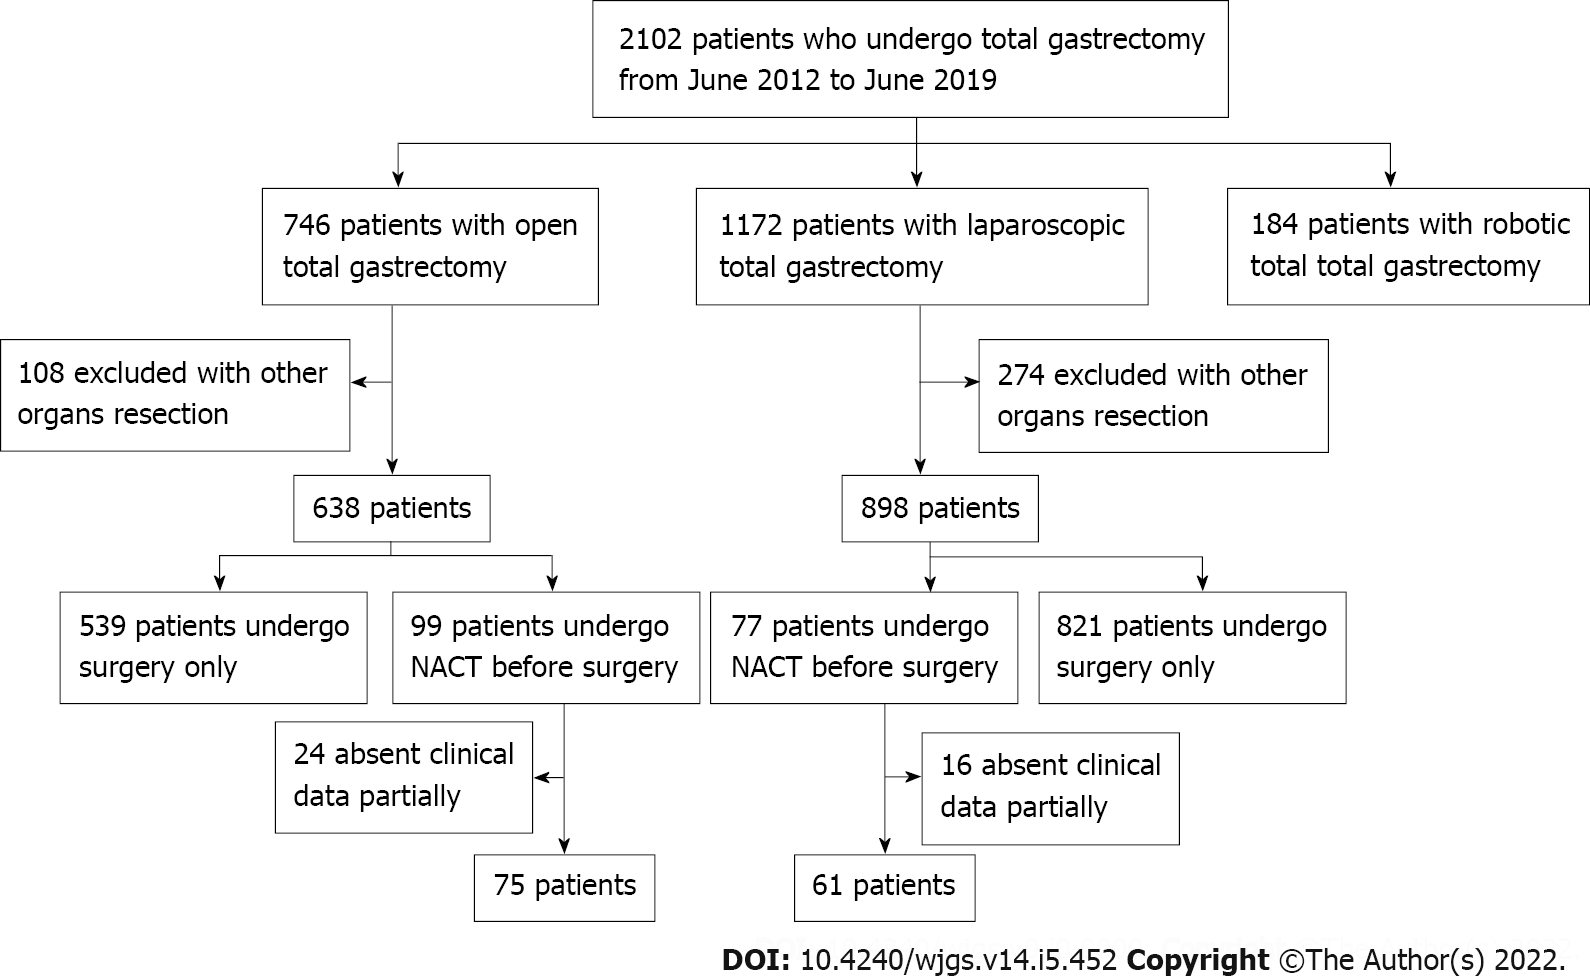 2102 patients who undergo total gastrectomy
from June 2012 to June 2019
746 patients with open
total gastrectomy
1172 patients with laparoscopic
total gastrectomy
184 patients with robotic
total total gastrectomy
108 excluded with other
organs resection
274 excluded with other
organs resection
638 patients
898 patients
539 patients undergo
surgery only
99 patients undergo
NACT before surgery
77 patients undergo
NACT before surgery
821 patients undergo
surgery only
24 absent clinical
data partially
16 absent clinical
data partially
75 patients
61 patients
DOI: 10.4240/wjgs.v14.i5.452 Copyright ©The Author(s) 2022.